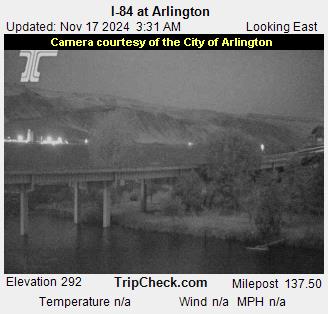 I-84 at Arlington
Updated: Nov 17 2024 3:31 AM Looking East
Camera courtesy of the City of Arlington
Elevation 292 TripCheck.com Milepost 137.50
Temperature n/a Wind n/a MPH n/a